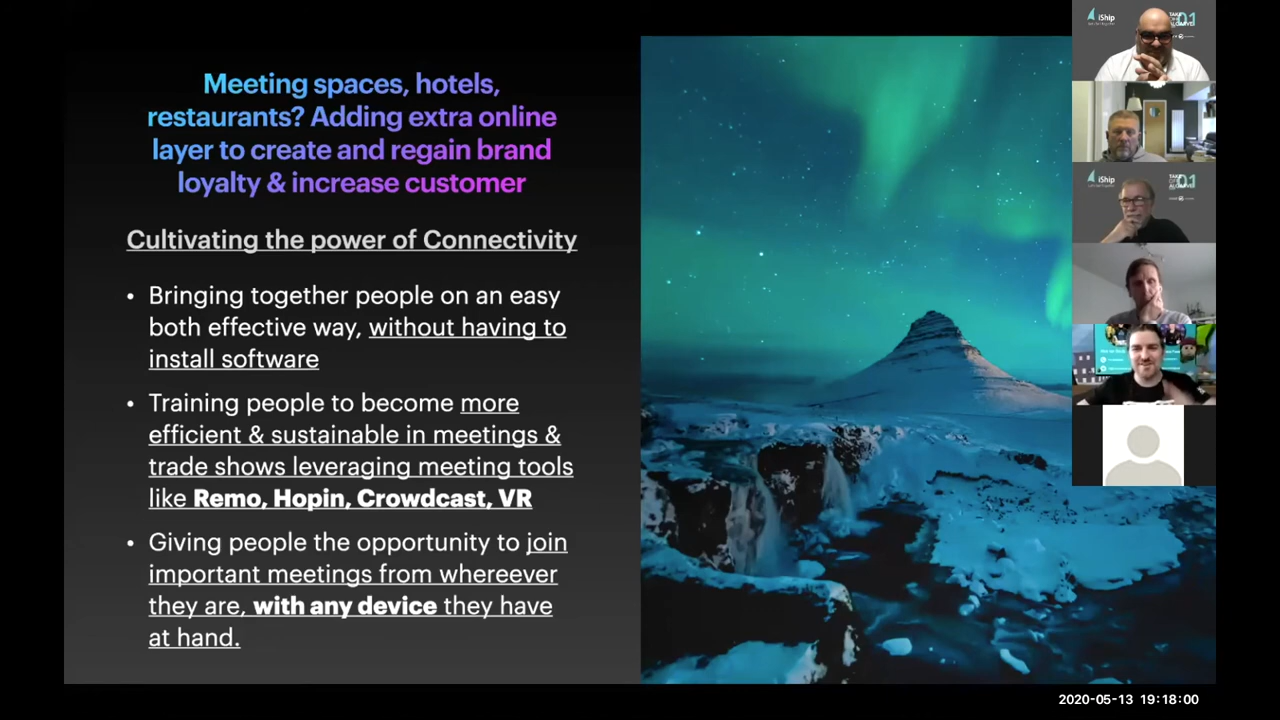 Meeting spaces, hotels,
restaurants? Adding extra online
layer to create and regain brand
loyalty & increase customer
Cultivating the power of Connectivity
• Bringing together people on an easy
both effective way, without having to
install software
• Training people to become more
efficient & sustainable in meetings &
trade shows leveraging meeting tools
like Remo, Hopin, Crowdcast, VR
• Giving people the opportunity to join
important meetings from whereever
they are, with any device they have
at hand.
iShip
iShip
2020-05-13 19:18:00